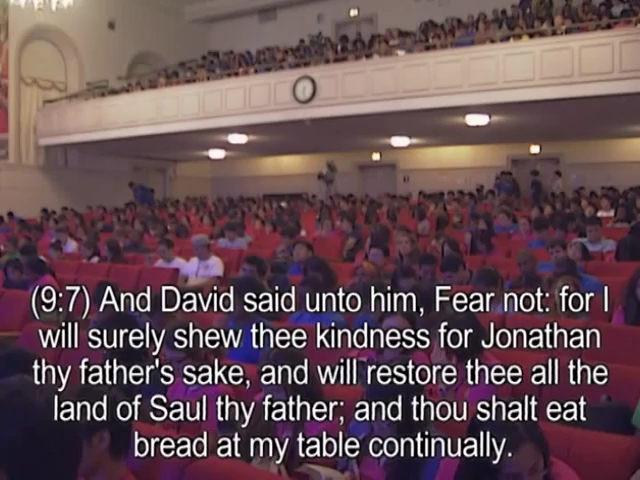 (9:7) And David said unto him, Fear not: for I
will surely shew thee kindness for Jonathan
thy father's sake, and will restore thee all the
land of Saul thy father; and thou shalt eat
bread at my table continually.